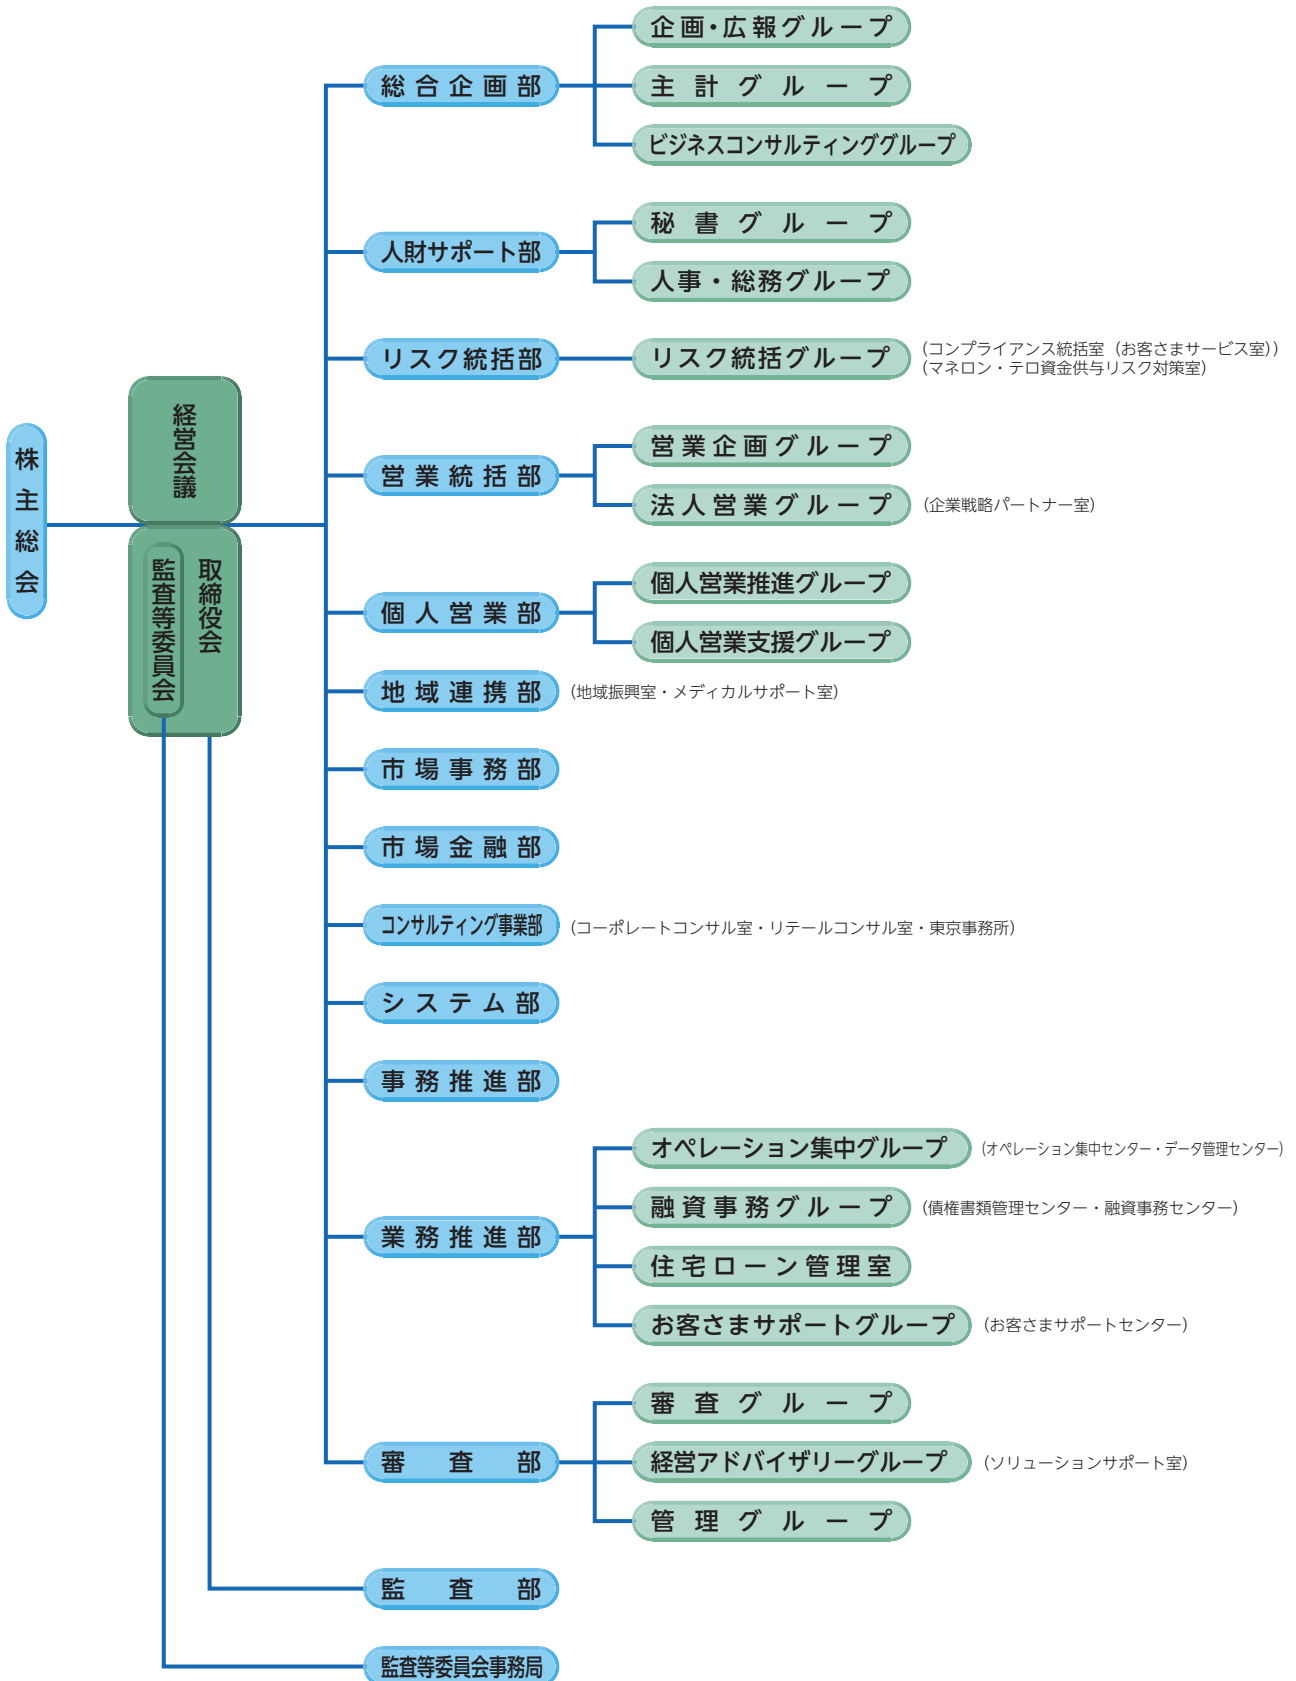 株主総会
経営会議
取締役会
監査等委員会
総合企画部
企画・広報グループ
主計グループ
ビジネスコンサルティンググループ
人財サポート部
秘書グループ
人事・総務グループ
リスク統括部
リスク統括グループ
(コンプライアンス統括室(お客さまサービス室))
(マネロン・テロ資金供与リスク対策室)
営業統括部
営業企画グループ
法人営業グループ
(企業戦略パートナー室)
個人営業部
個人営業推進グループ
個人営業支援グループ
地域連携部
(地域振興室・メディカルサポート室)
市場事務部
市場金融部
コンサルティング事業部
(コーポレートコンサル室・リテールコンサル室・東京事務所)
システム部
事務推進部
業務推進部
オペレーション集中グループ
(オペレーション集中センター・データ管理センター)
融資事務グループ
(債権書類管理センター・融資事務センター)
住宅ローン管理室
お客さまサポートグループ
(お客さまサポートセンター)
審査部
審査グループ
経営アドバイザリーグループ
(ソリューションサポート室)
管理グループ
監査部
監査等委員会事務局